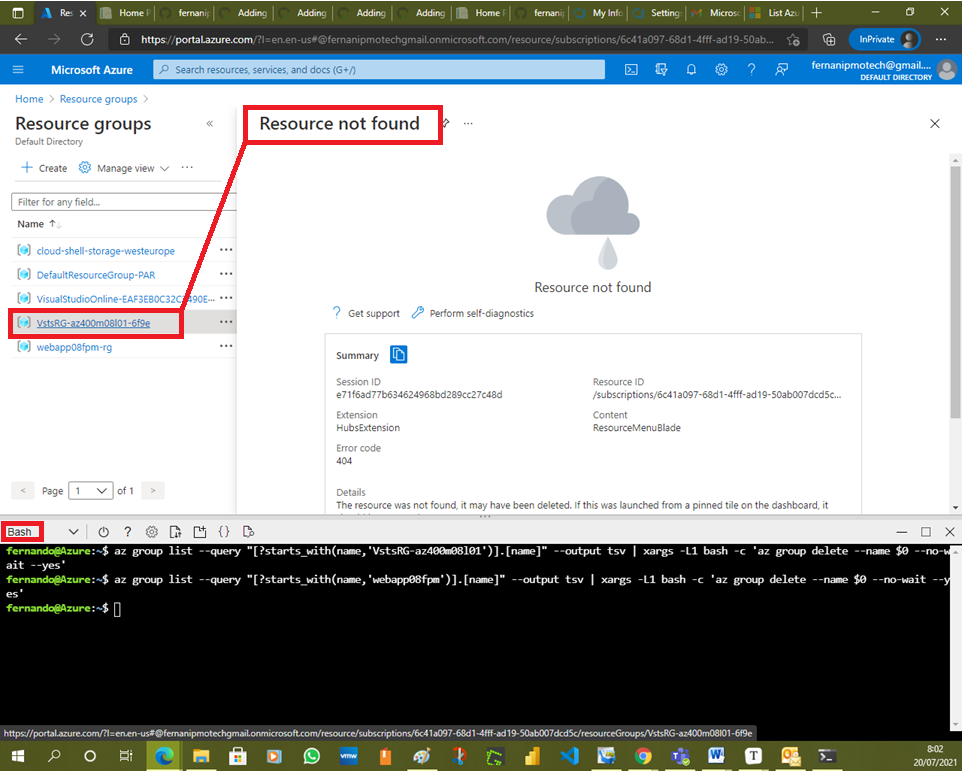 Res
Home P
fernanip
Adding
Adding
Adding
Adding
Home P
fernanip
My Info
Setting
Microso
List Azu
https://portal.azure.com/?l=en.en-us#@fernanipmotechgmail.onmicrosoft.com/resource/subscriptions/6c41a097-68d1-4fff-ad19-50ab...
InPrivate
Microsoft Azure
Search resources, services, and docs (G+/)
fernanipmotech@gmail....
DEFAULT DIRECTORY
Home > Resource groups >
Resource groups
Default Directory
Create
Manage view
Filter for any field...
Name
cloud-shell-storage-westeurope
DefaultResourceGroup-PAR
VstsRG-az400m08l01-6f9e
webapp08fpm-rg
Page 1 of 1
Resource not found
Resource not found
Get support
Perform self-diagnostics
Summary
Session ID
e71f6ad77b634624968bd289cc27c48d
Resource ID
/subscriptions/6c41a097-68d1-4fff-ad19-50ab007dcd5c...
Extension
HubsExtension
Content
ResourceMenuBlade
Error code
404
Details
The resource was not found, it may have been deleted. If this was launched from a pinned tile on the dashboard, it
Bash
fernando@Azure:~$ az group list --query "[?starts_with(name,'VstsRG-az400m08l01')].[name]" --output tsv | xargs -L1 bash -c 'az group delete --name $0 --no-w
ait --yes'
fernando@Azure:~$ az group list --query "[?starts_with(name,'webapp08fpm')].[name]" --output tsv | xargs -L1 bash -c 'az group delete --name $0 --no-wait --y
es'
fernando@Azure:~$
https://portal.azure.com/?l=en.en-us#@fernanipmotechgmail.onmicrosoft.com/resource/subscriptions/6c41a097-68d1-4fff-ad19-50ab007dcd5c/resourceGroups/VstsRG-az400m08l01-6f9e
8:02
20/07/2021